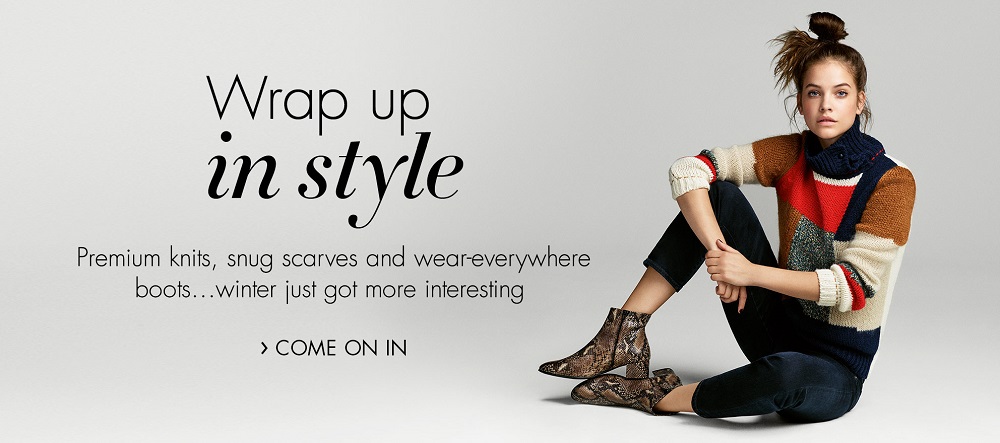 Wrap up
in style
Premium knits, snug scarves and wear-everywhere
boots...winter just got more interesting
› COME ON IN